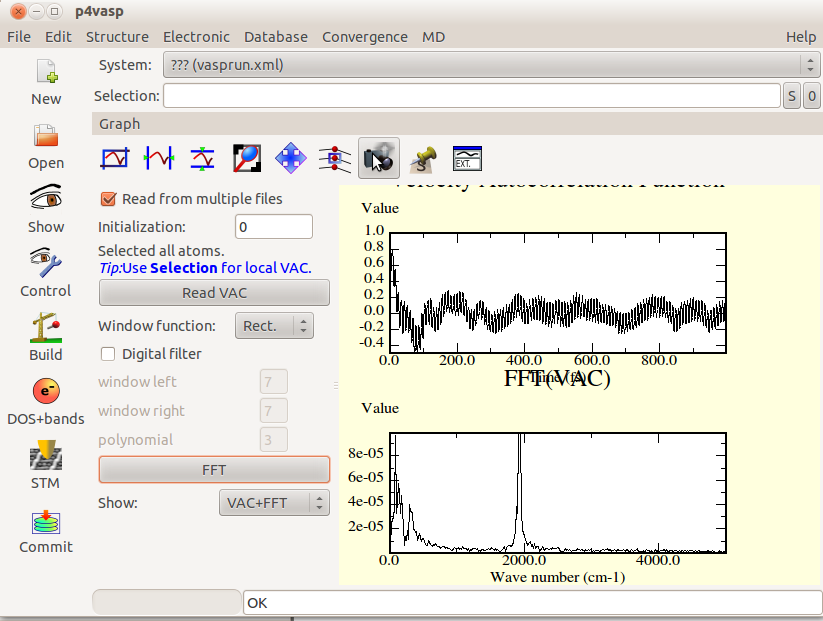 p4vasp
File Edit Structure Electronic Database Convergence MD Help
System: ??? (vasprun.xml)
Selection: S 0
Graph
EXT.
New
Open
Show
Control
Build
e-
DOS+bands
STM
Commit
Read from multiple files
Initialization: 0
Selected all atoms.
Tip:Use Selection for local VAC.
Read VAC
Window function: Rect.
Digital filter
window left 7
window right 7
polynomial 3
FFT
Show: VAC+FFT
Velocity Autocorrelation Function
Value
1.0
0.8
0.6
0.4
0.2
0.0
-0.2
-0.4
0.0 200.0 400.0 600.0 800.0
Time (fs)
FFT(VAC)
Value
8e-05
6e-05
4e-05
2e-05
0.0 2000.0 4000.0
Wave number (cm-1)
OK